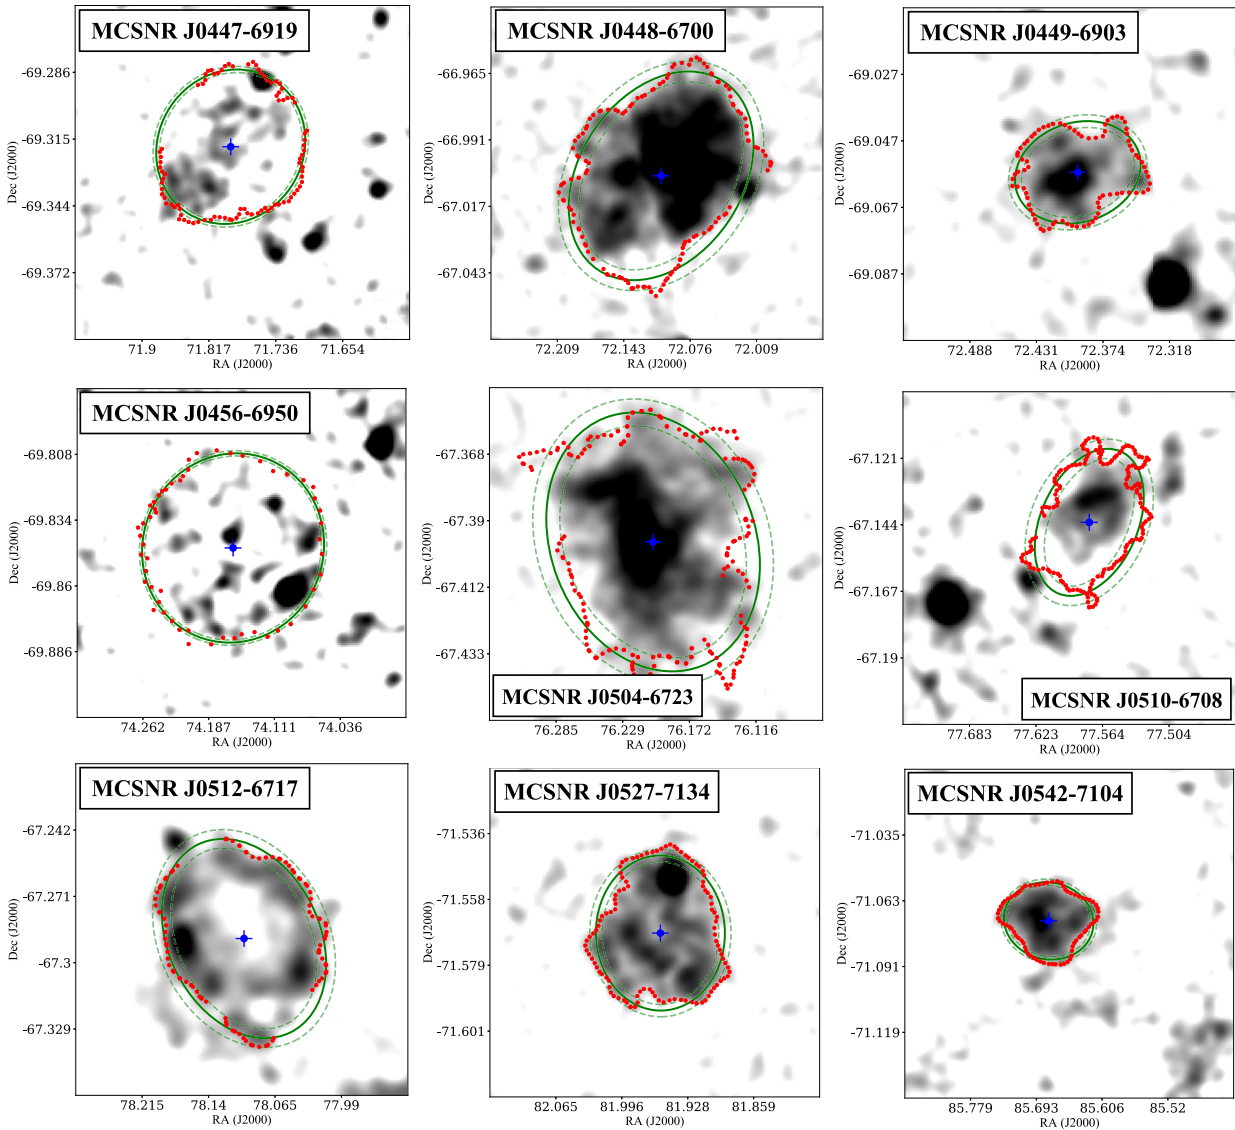 MCSNR J0447-6919
-69.286
-69.315
-69.344
-69.372
Dec (J2000)
71.9 71.817 71.736 71.654
RA (J2000)
MCSNR J0448-6700
-66.965
-66.991
-67.017
-67.043
Dec (J2000)
72.209 72.143 72.076 72.009
RA (J2000)
MCSNR J0449-6903
-69.027
-69.047
-69.067
-69.087
Dec (J2000)
72.488 72.431 72.374 72.318
RA (J2000)
MCSNR J0456-6950
-69.808
-69.834
-69.86
-69.886
Dec (J2000)
74.262 74.187 74.111 74.036
RA (J2000)
-67.368
-67.39
-67.412
-67.433
Dec (J2000)
MCSNR J0504-6723
76.285 76.229 76.172 76.116
RA (J2000)
-67.121
-67.144
-67.167
-67.19
Dec (J2000)
MCSNR J0510-6708
77.683 77.623 77.564 77.504
RA (J2000)
MCSNR J0512-6717
-67.242
-67.271
-67.3
-67.329
Dec (J2000)
78.215 78.14 78.065 77.99
RA (J2000)
MCSNR J0527-7134
-71.536
-71.558
-71.579
-71.601
Dec (J2000)
82.065 81.996 81.928 81.859
RA (J2000)
MCSNR J0542-7104
-71.035
-71.063
-71.091
-71.119
Dec (J2000)
85.779 85.693 85.606 85.52
RA (J2000)